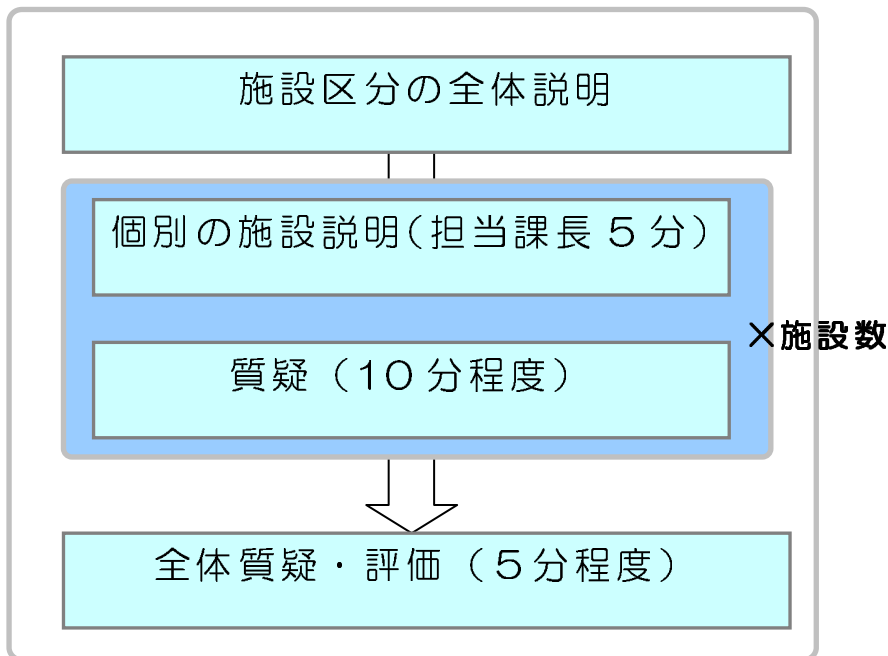 施設区分の全体説明
個別の施設説明(担当課長 5 分)
×施設数
質疑（10 分程度）
全体質疑・評価（5分程度）